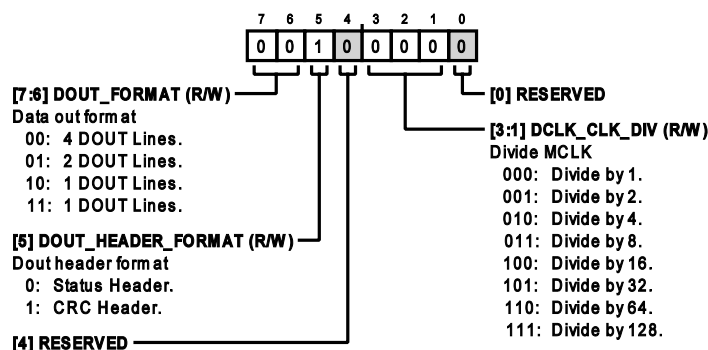 7 6 5 4 3 2 1 0
0 0 1 0 0 0 0 0
[7:6] DOUT_FORMAT (R/W)
Data out format
00: 4 DOUT Lines.
01: 2 DOUT Lines.
10: 1 DOUT Lines.
11: 1 DOUT Lines.
[5] DOUT_HEADER_FORMAT (R/W)
Dout header format
0: Status Header.
1: CRC Header.
[4] RESERVED
[0] RESERVED
[3:1] DCLK_CLK_DIV (R/W)
Divide MCLK
000: Divide by 1.
001: Divide by 2.
010: Divide by 4.
011: Divide by 8.
100: Divide by 16.
101: Divide by 32.
110: Divide by 64.
111: Divide by 128.